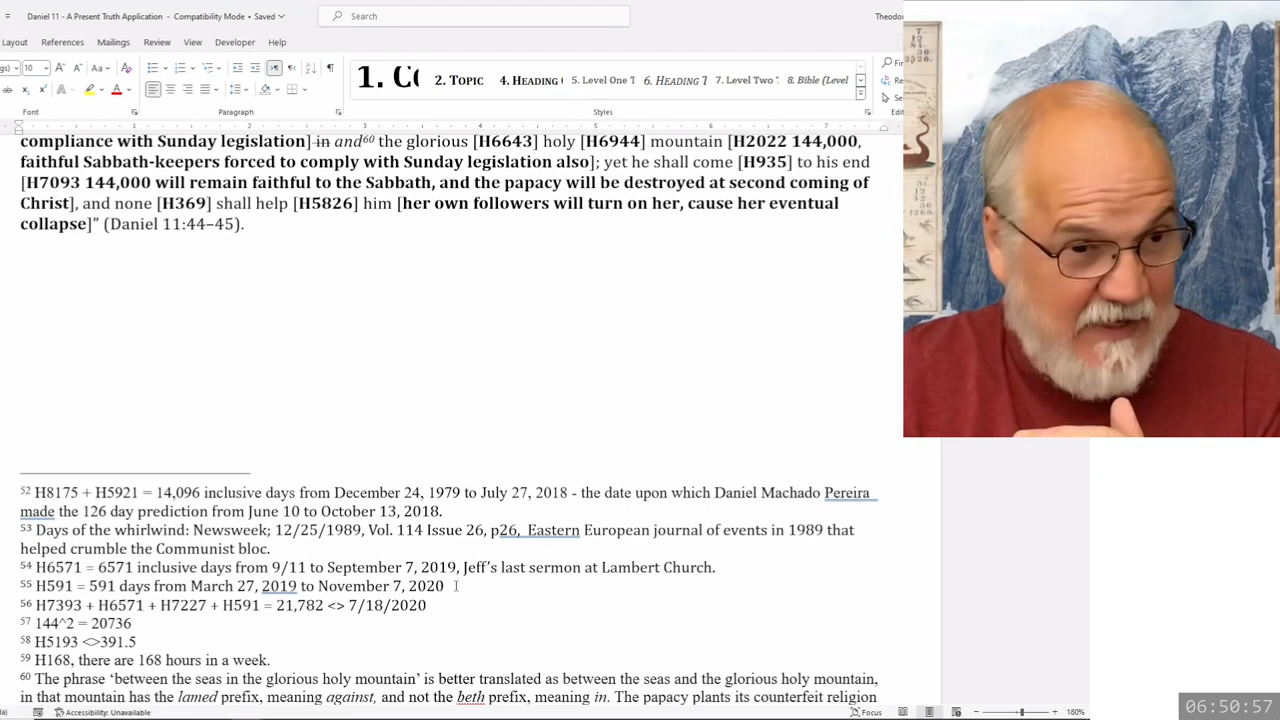 Daniel 11 - A Present Truth Application - Compatibility Mode • Saved
Search
Theodor
Layout References Mailings Review View Developer Help
10
Aa
1. Co
2. TOPIC
4. HEADING
5. Level One T
6. HEADING T
7. Level Two
8. Bible (Level
Font
Paragraph
Styles
compliance with Sunday legislation] in and60 the glorious [H6643] holy [H6944] mountain [H2022 144,000,
faithful Sabbath-keepers forced to comply with Sunday legislation also]; yet he shall come [H935] to his end
[H7093 144,000 will remain faithful to the Sabbath, and the papacy will be destroyed at second coming of
Christ], and none [H369] shall help [H5826] him [her own followers will turn on her, cause her eventual
collapse]” (Daniel 11:44–45).
52 H8175 + H5921 = 14,096 inclusive days from December 24, 1979 to July 27, 2018 - the date upon which Daniel Machado Pereira
made the 126 day prediction from June 10 to October 13, 2018.
53 Days of the whirlwind: Newsweek; 12/25/1989, Vol. 114 Issue 26, p26, Eastern European journal of events in 1989 that
helped crumble the Communist bloc.
54 H6571 = 6571 inclusive days from 9/11 to September 7, 2019, Jeff’s last sermon at Lambert Church.
55 H591 = 591 days from March 27, 2019 to November 7, 2020
56 H7393 + H6571 + H7227 + H591 = 21,782 <> 7/18/2020
57 144^2 = 20736
58 H5193 <>391.5
59 H168, there are 168 hours in a week.
60 The phrase ‘between the seas in the glorious holy mountain’ is better translated as between the seas and the glorious holy mountain,
in that mountain has the lamed prefix, meaning against, and not the beth prefix, meaning in. The papacy plants its counterfeit religion
Accessibility: Unavailable
Focus
180%
06:50:57